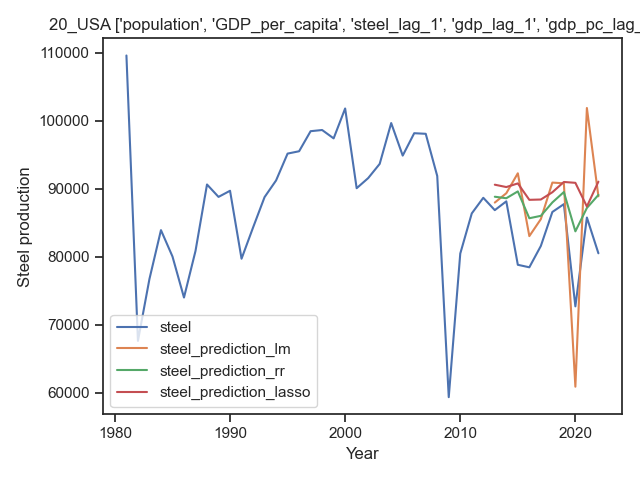 20_USA ['population', 'GDP_per_capita', 'steel_lag_1', 'gdp_lag_1', 'gdp_pc_lag_
110000
100000
90000
80000
70000
60000
Steel production
steel
steel_prediction_lm
steel_prediction_rr
steel_prediction_lasso
1980
1990
2000
2010
2020
Year